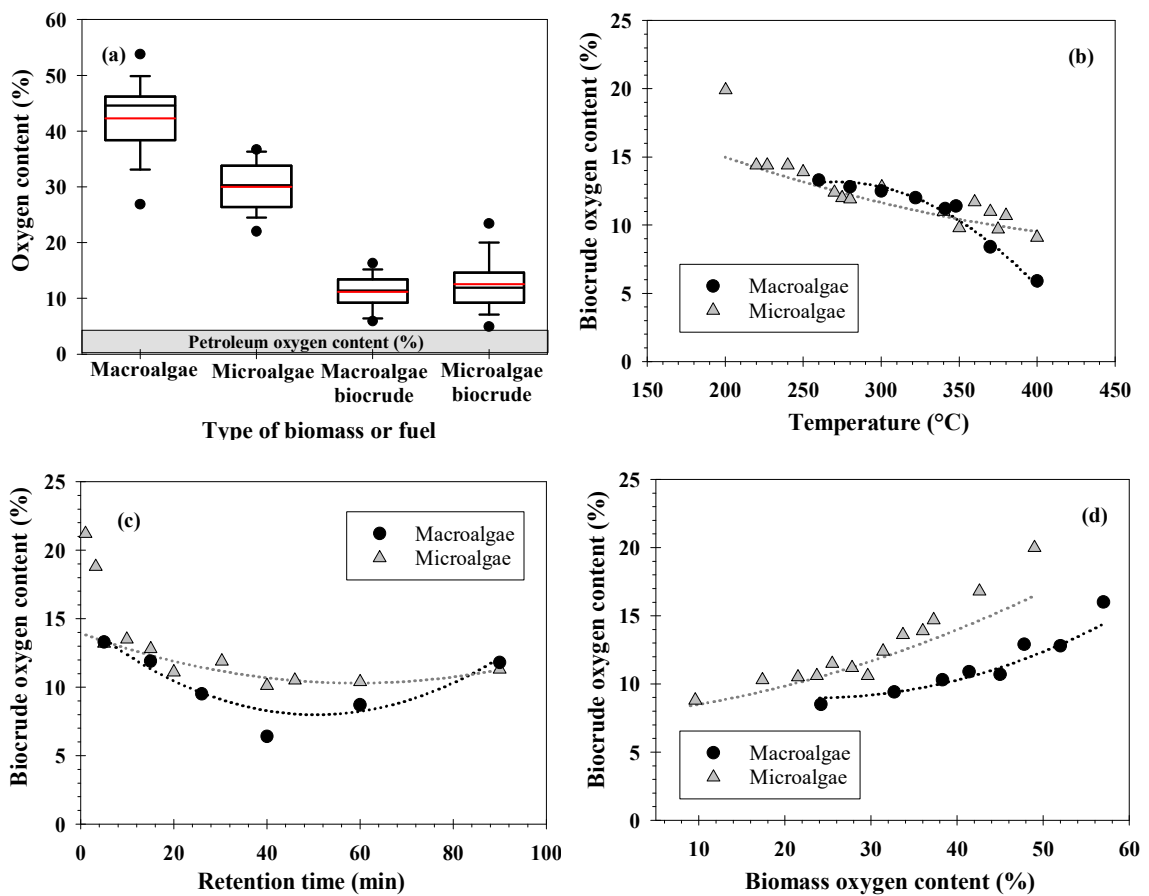 (a)
Oxygen content (%)
60
50
40
30
20
10
0
Petroleum oxygen content (%)
Macroalgae Microalgae Macroalgae Microalgae
biocrude biocrude
Type of biomass or fuel
(b)
Biocrude oxygen content (%)
25
20
15
10
5
0
Macroalgae
Microalgae
150 200 250 300 350 400 450
Temperature (°C)
(c)
Biocrude oxygen content (%)
25
20
15
10
5
0
Macroalgae
Microalgae
0 20 40 60 80 100
Retention time (min)
(d)
Biocrude oxygen content (%)
25
20
15
10
5
0
Macroalgae
Microalgae
10 20 30 40 50 60
Biomass oxygen content (%)